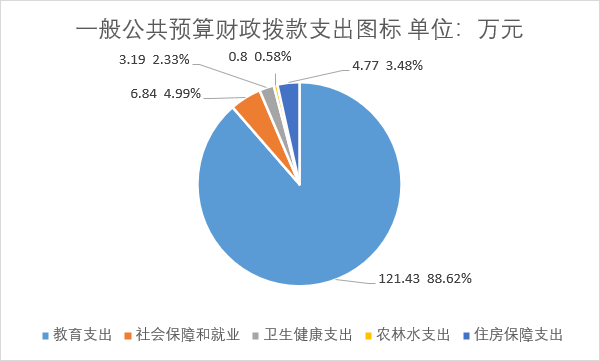 一般公共预算财政拨款支出图标 单位：万元
3.19 2.33%
0.8 0.58%
4.77 3.48%
6.84 4.99%
121.43 88.62%
教育支出 社会保障和就业 卫生健康支出 农林水支出 住房保障支出